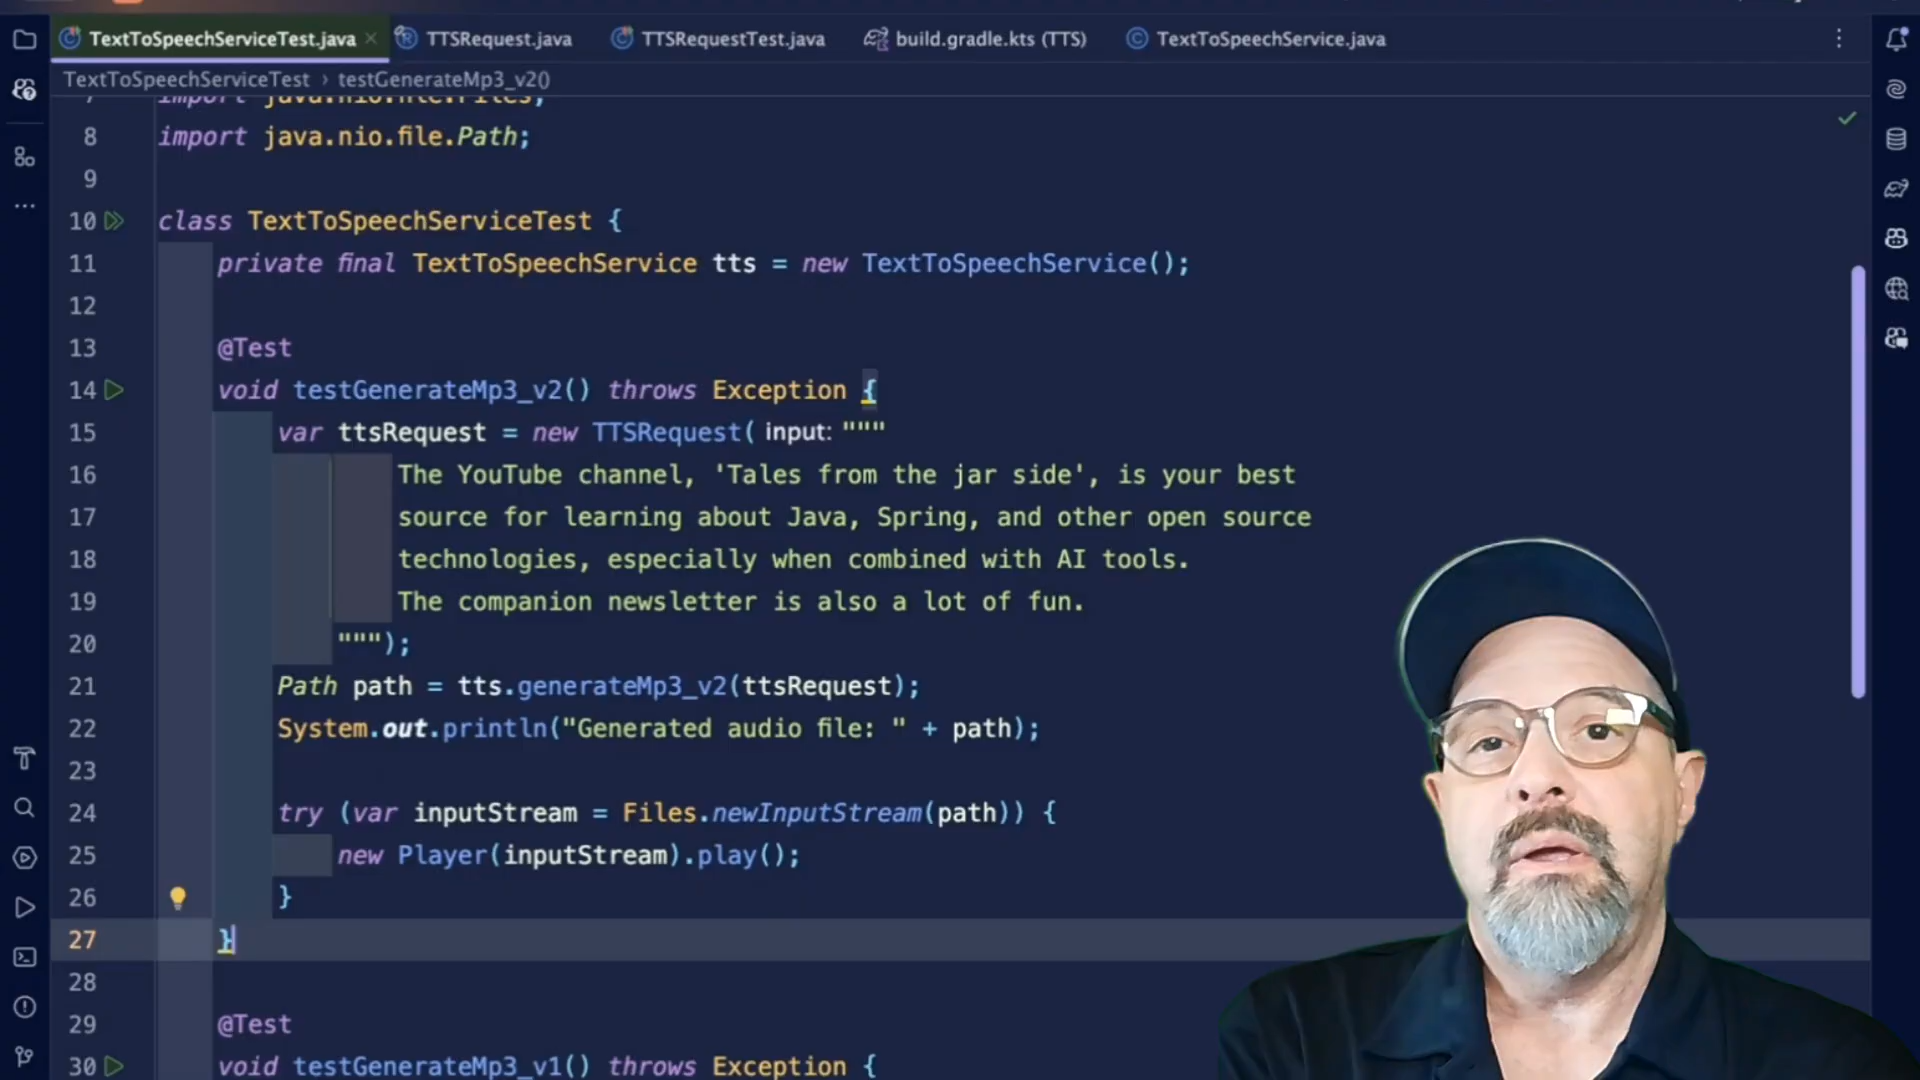 TextToSpeechServiceTest.java TTSRequest.java TTSRequestTest.java build.gradle.kts (TTS) TextToSpeechService.java
TextToSpeechServiceTest › testGenerateMp3_v2()
7 import java.nio.file.Files;
8 import java.nio.file.Path;
9
10 class TextToSpeechServiceTest {
11 private final TextToSpeechService tts = new TextToSpeechService();
12
13 @Test
14 void testGenerateMp3_v2() throws Exception {
15 var ttsRequest = new TTSRequest( input: """
16 The YouTube channel, 'Tales from the jar side', is your best
17 source for learning about Java, Spring, and other open source
18 technologies, especially when combined with AI tools.
19 The companion newsletter is also a lot of fun.
20 """);
21 Path path = tts.generateMp3_v2(ttsRequest);
22 System.out.println("Generated audio file: " + path);
23
24 try (var inputStream = Files.newInputStream(path)) {
25 new Player(inputStream).play();
26 }
27 }
28
29 @Test
30 void testGenerateMp3_v1() throws Exception {